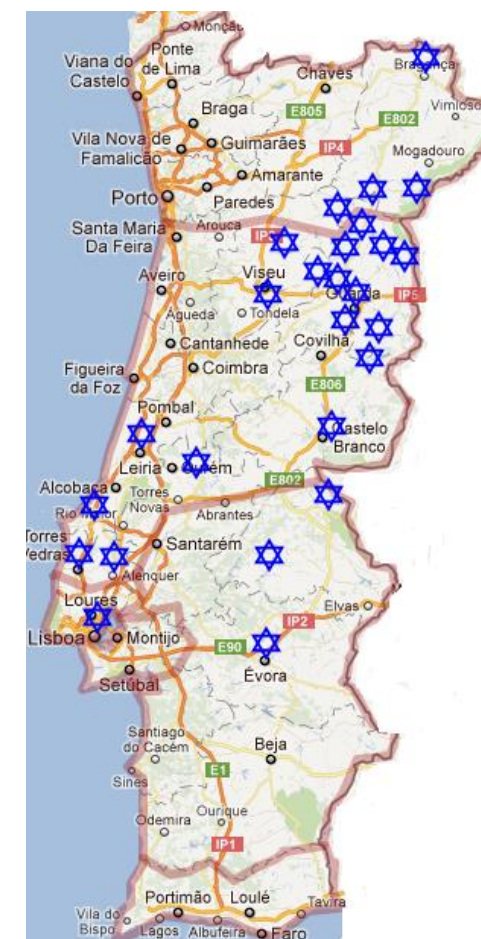 Monção
Ponte
de Lima
Viana do
Castelo
Chaves
Bragança
Braga
E805
E802
Vimioso
Vila Nova de
Famalicão
Guimarães
IP4
Mogadouro
Amarante
Porto
Paredes
Santa Maria
Da Feira
Arouca
Aveiro
Viseu
Guarda
IP5
Águeda
Tondela
Cantanhede
Covilhã
Coimbra
Figueira
da Foz
E806
Pombal
Castelo
Branco
Leiria
Ourém
Alcobaça
E802
Torres
Novas
Abrantes
Rio Maior
Torres
Vedras
Santarém
Alenquer
Loures
Elvas
IP2
Lisboa
Montijo
E90
Évora
Setúbal
Santiago
do Cacém
Beja
Sines
E1
Odemira
Ourique
IP1
Portimão
Loulé
Tavira
Vila do
Bispo
Lagos
Albufeira
Faro